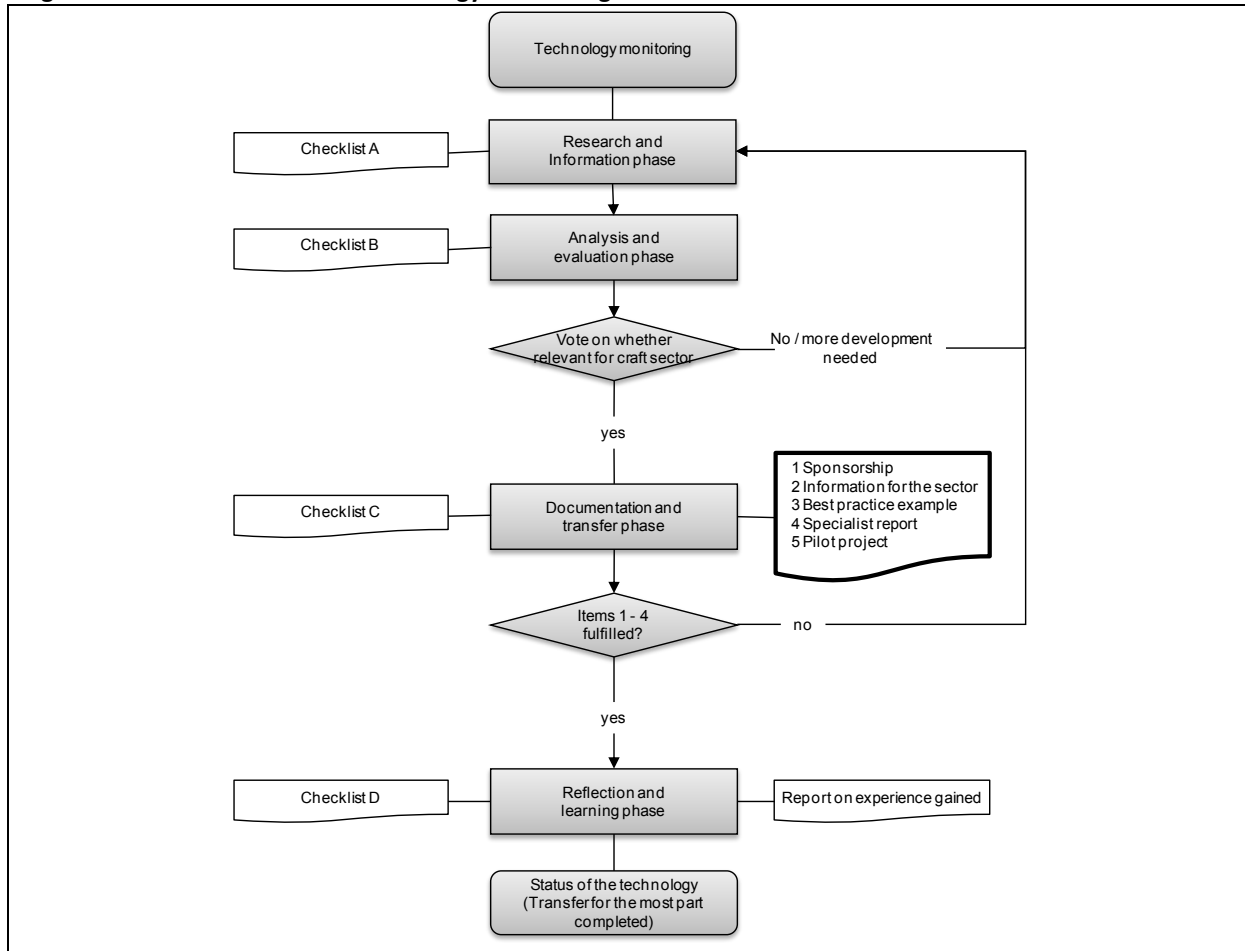 Technology monitoring
Research and
Information phase
Checklist A
Analysis and
evaluation phase
Checklist B
Vote on whether
relevant for craft sector
No / more development
needed
yes
Documentation and
transfer phase
Checklist C
1 Sponsorship
2 Information for the sector
3 Best practice example
4 Specialist report
5 Pilot project
Items 1 - 4
fulfilled?
no
yes
Reflection and
learning phase
Checklist D
Report on experience gained
Status of the technology
(Transfer for the most part
completed)